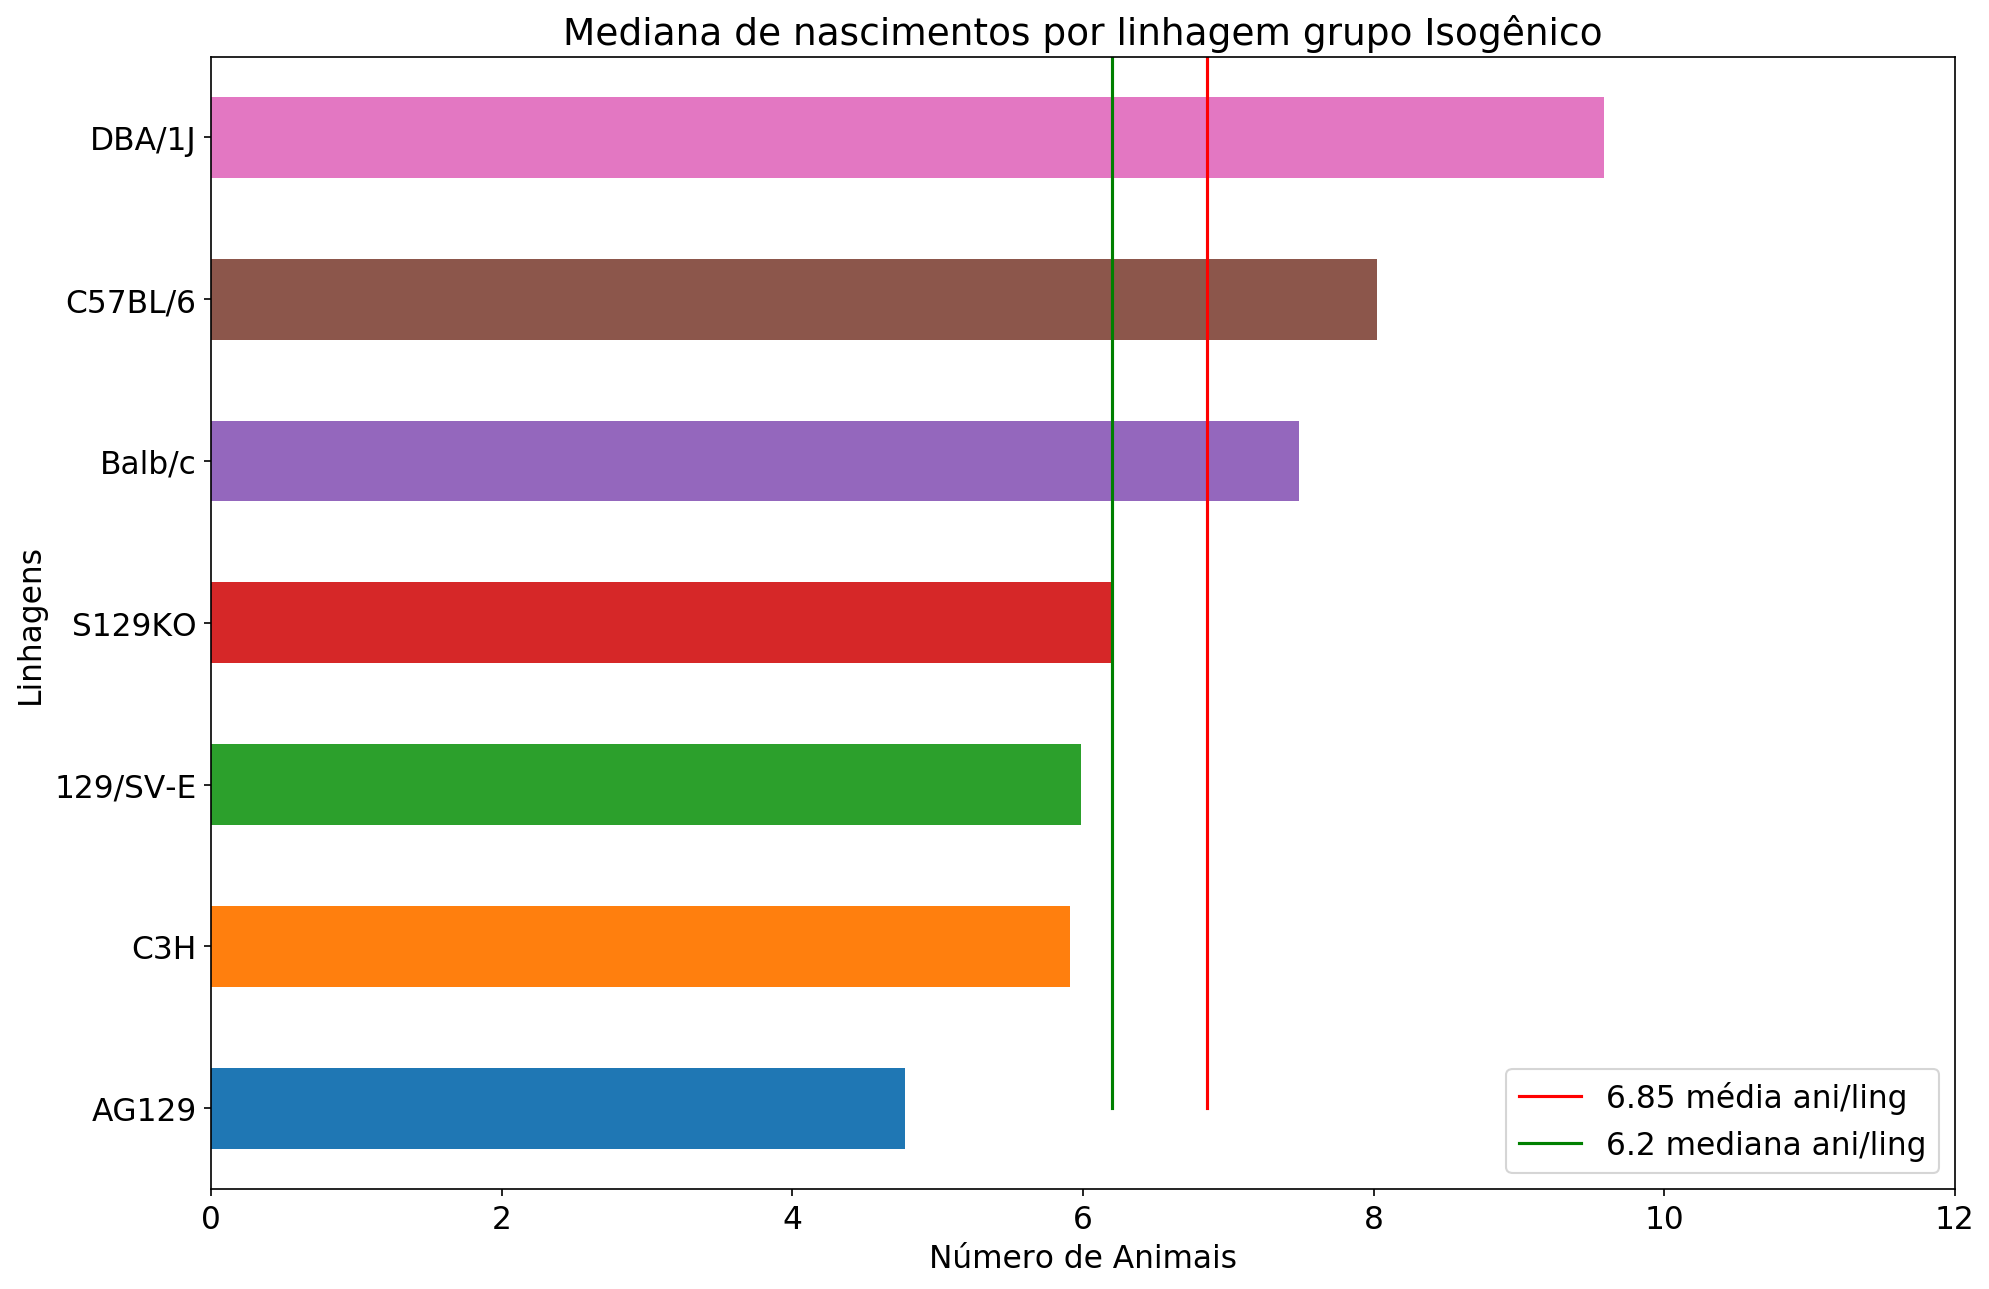 Mediana de nascimentos por linhagem grupo Isogênico
DBA/1J
C57BL/6
Balb/c
S129KO
129/SV-E
C3H
AG129
Linhagens
6.85 média ani/ling
6.2 mediana ani/ling
0 2 4 6 8 10 12
Número de Animais